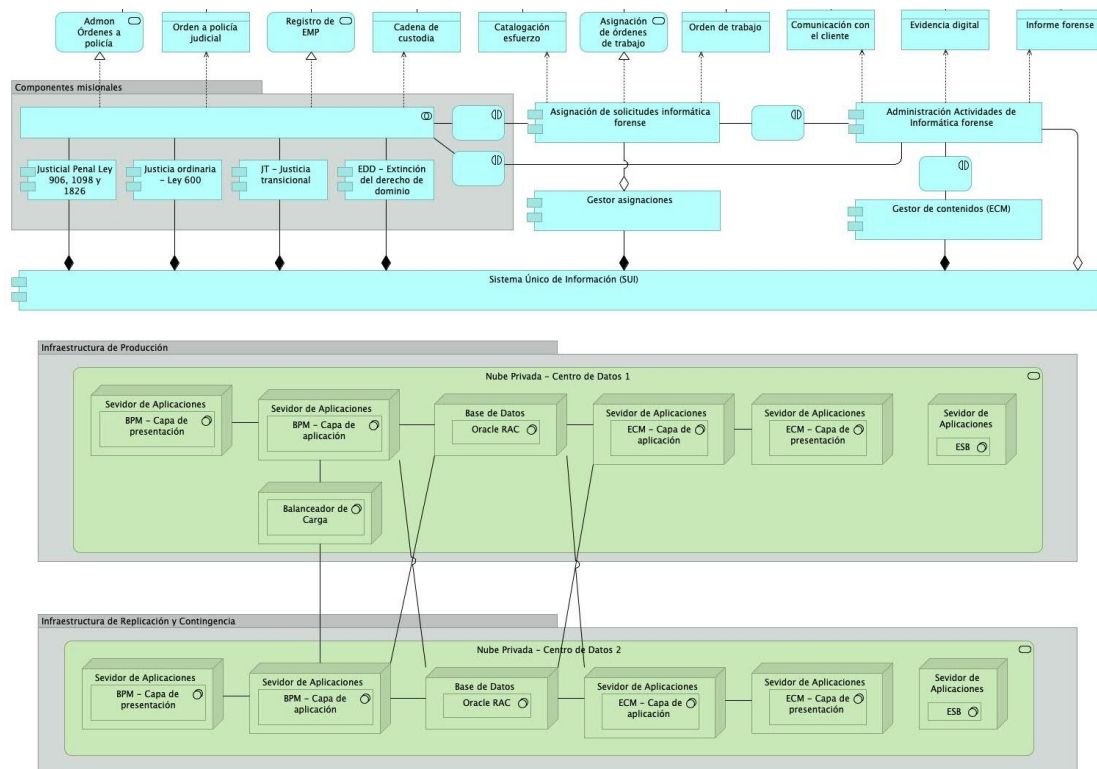 Admon
Órdenes a
policía
Orden a policía
judicial
Registro de
EMP
Cadena de
custodia
Catalogación
esfuerzo
Asignación
de órdenes
de trabajo
Orden de trabajo
Comunicación con
el cliente
Evidencia digital
Informe forense
Componentes misionales
Asignación de solicitudes informática
forense
Administración Actividades de
Informática forense
Justicial Penal Ley
906, 1098 y
1826
Justicia ordinaria
– Ley 600
JT – Justicia
transicional
EDD – Extinción
del derecho de
dominio
Gestor asignaciones
Gestor de contenidos (ECM)
Sistema Único de Información (SUI)
Infraestructura de Producción
Nube Privada – Centro de Datos 1
Sevidor de Aplicaciones
BPM – Capa de
presentación
Sevidor de Aplicaciones
BPM – Capa de
aplicación
Base de Datos
Oracle RAC
Sevidor de Aplicaciones
ECM – Capa de
aplicación
Sevidor de Aplicaciones
ECM – Capa de
presentación
Sevidor de
Aplicaciones
ESB
Balanceador de
Carga
Infraestructura de Replicación y Contingencia
Nube Privada – Centro de Datos 2
Sevidor de Aplicaciones
BPM – Capa de
presentación
Sevidor de Aplicaciones
BPM – Capa de
aplicación
Base de Datos
Oracle RAC
Sevidor de Aplicaciones
ECM – Capa de
aplicación
Sevidor de Aplicaciones
ECM – Capa de
presentación
Sevidor de
Aplicaciones
ESB